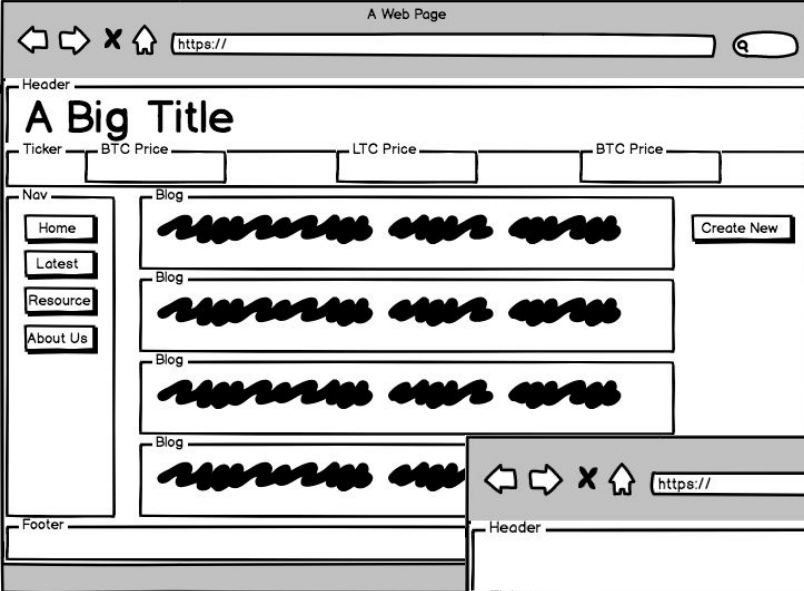 A Web Page
https://
Header
A Big Title
Ticker
BTC Price
LTC Price
BTC Price
Nav
Home
Latest
Resource
About Us
Blog
Blog
Blog
Blog
Create New
Footer
https://
Header